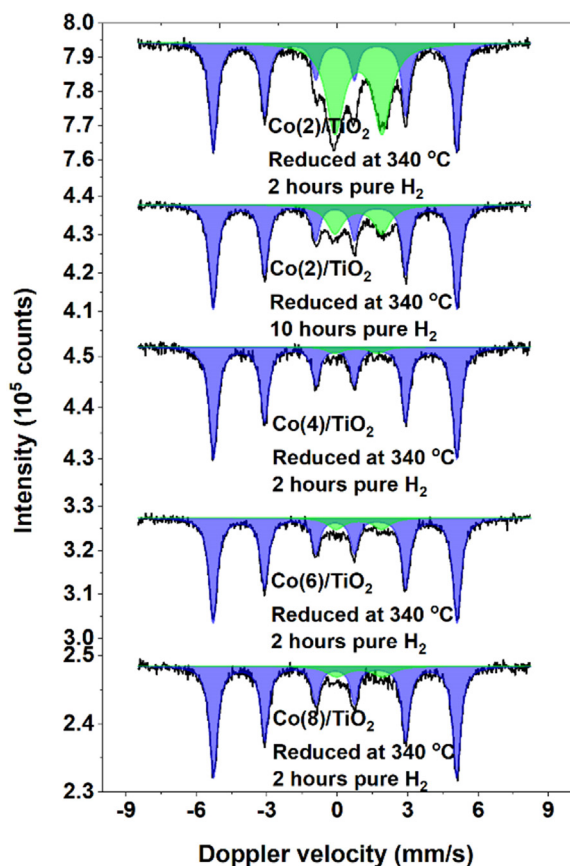 8.0
7.9
7.8
7.7
7.6
Co(2)/TiO₂
Reduced at 340 °C
2 hours pure H₂
4.4
4.3
4.2
4.1
Co(2)/TiO₂
Reduced at 340 °C
10 hours pure H₂
4.5
4.4
4.3
Co(4)/TiO₂
Reduced at 340 °C
2 hours pure H₂
3.3
3.2
3.1
3.0
Co(6)/TiO₂
Reduced at 340 °C
2 hours pure H₂
2.5
2.4
2.3
Co(8)/TiO₂
Reduced at 340 °C
2 hours pure H₂
Intensity (10⁵ counts)
-9 -6 -3 0 3 6 9
Doppler velocity (mm/s)